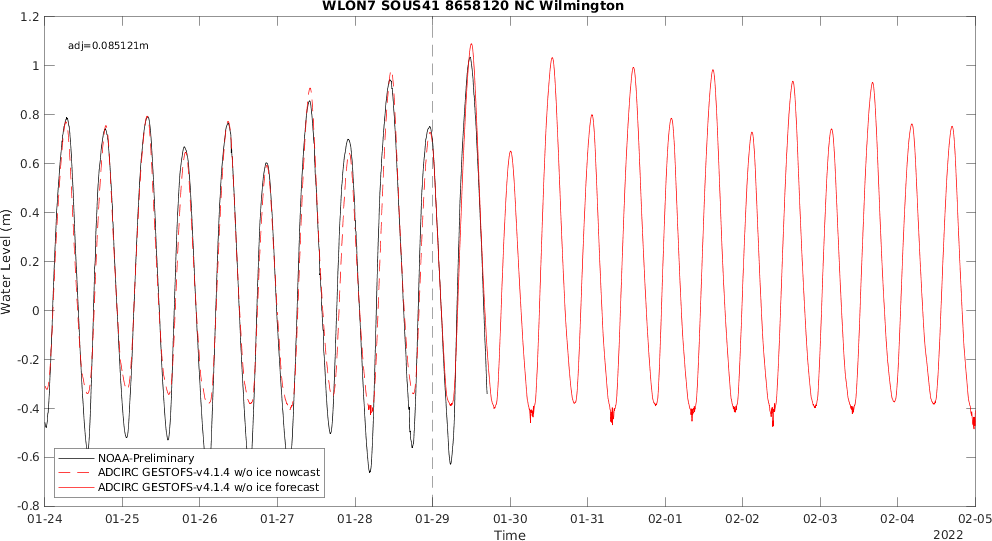 WLON7 SOUS41 8658120 NC Wilmington
adj=0.085121m
Water Level (m)
1.2
1
0.8
0.6
0.4
0.2
0
-0.2
-0.4
-0.6
-0.8
NOAA-Preliminary
ADCIRC GESTOFS-v4.1.4 w/o ice nowcast
ADCIRC GESTOFS-v4.1.4 w/o ice forecast
01-24 01-25 01-26 01-27 01-28 01-29 01-30 01-31 02-01 02-02 02-03 02-04 02-05
Time
2022